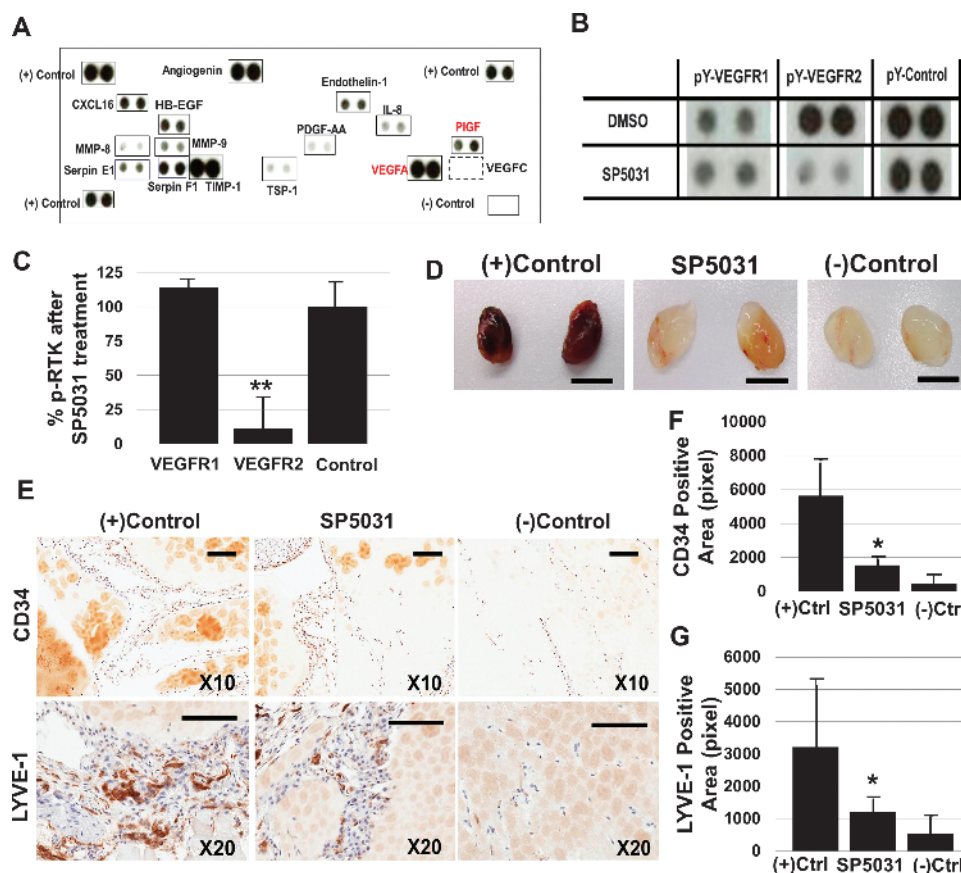 A
(+) Control
Angiogenin
(+) Control
Endothelin-1
CXCL16
HB-EGF
IL-8
PDGF-AA
PIGF
MMP-8
MMP-9
Serpin E1
VEGFA
VEGFC
Serpin F1
TIMP-1
TSP-1
(+) Control
(-) Control
B
pY-VEGFR1
pY-VEGFR2
pY-Control
DMSO
SP5031
C
% p-RTK after
SP5031 treatment
125
100
75
50
25
0
**
VEGFR1
VEGFR2
Control
D
(+)Control
SP5031
(-)Control
E
(+)Control
SP5031
(-)Control
CD34
X10
X10
X10
LYVE-1
X20
X20
X20
F
CD34 Positive
Area (pixel)
10000
8000
6000
4000
2000
0
*
(+)Ctrl
SP5031
(-)Ctrl
G
LYVE-1 Positive
Area (pixel)
6000
5000
4000
3000
2000
1000
0
*
(+)Ctrl
SP5031
(-)Ctrl